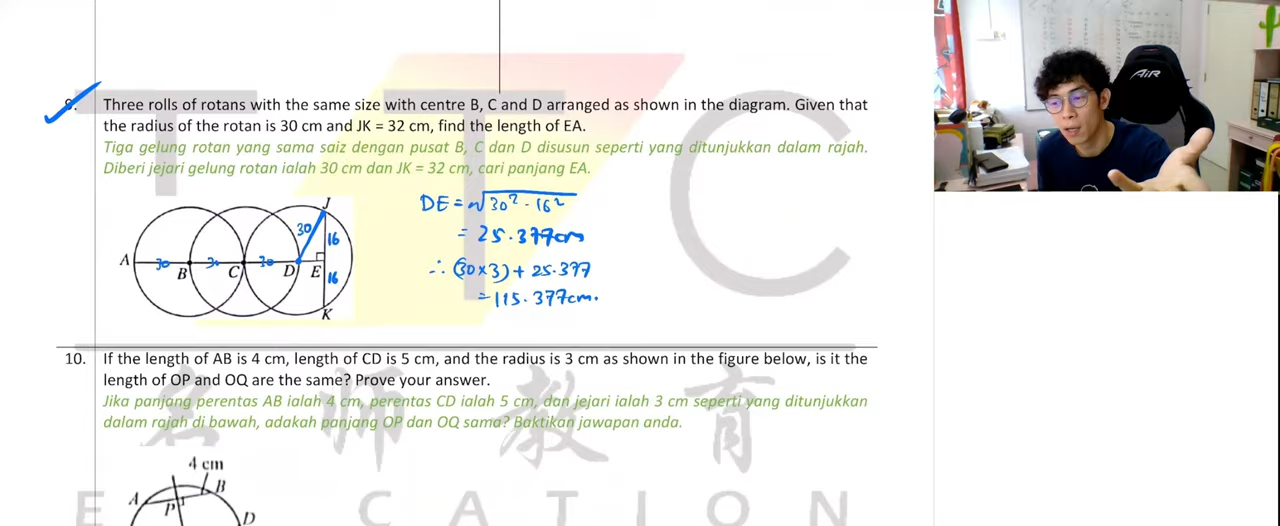 9.
Three rolls of rotans with the same size with centre B, C and D arranged as shown in the diagram. Given that
the radius of the rotan is 30 cm and JK = 32 cm, find the length of EA.
Tiga gelung rotan yang sama saiz dengan pusat B, C dan D disusun seperti yang ditunjukkan dalam rajah.
Diberi jejari gelung rotan ialah 30 cm dan JK = 32 cm, cari panjang EA.
J
30
16
A
30
B
30
C
30
D
E
16
K
DE = √30² - 16²
= 25.377cm
∴ (30×3) + 25.377
= 115.377cm.
10.
If the length of AB is 4 cm, length of CD is 5 cm, and the radius is 3 cm as shown in the figure below, is it the
length of OP and OQ are the same? Prove your answer.
Jika panjang perentas AB ialah 4 cm, perentas CD ialah 5 cm, dan jejari ialah 3 cm seperti yang ditunjukkan
dalam rajah di bawah, adakah panjang OP dan OQ sama? Baktikan jawapan anda.
4 cm
A
P
B
D
T T C
名 师 教 育
E C A T I O N
AiR